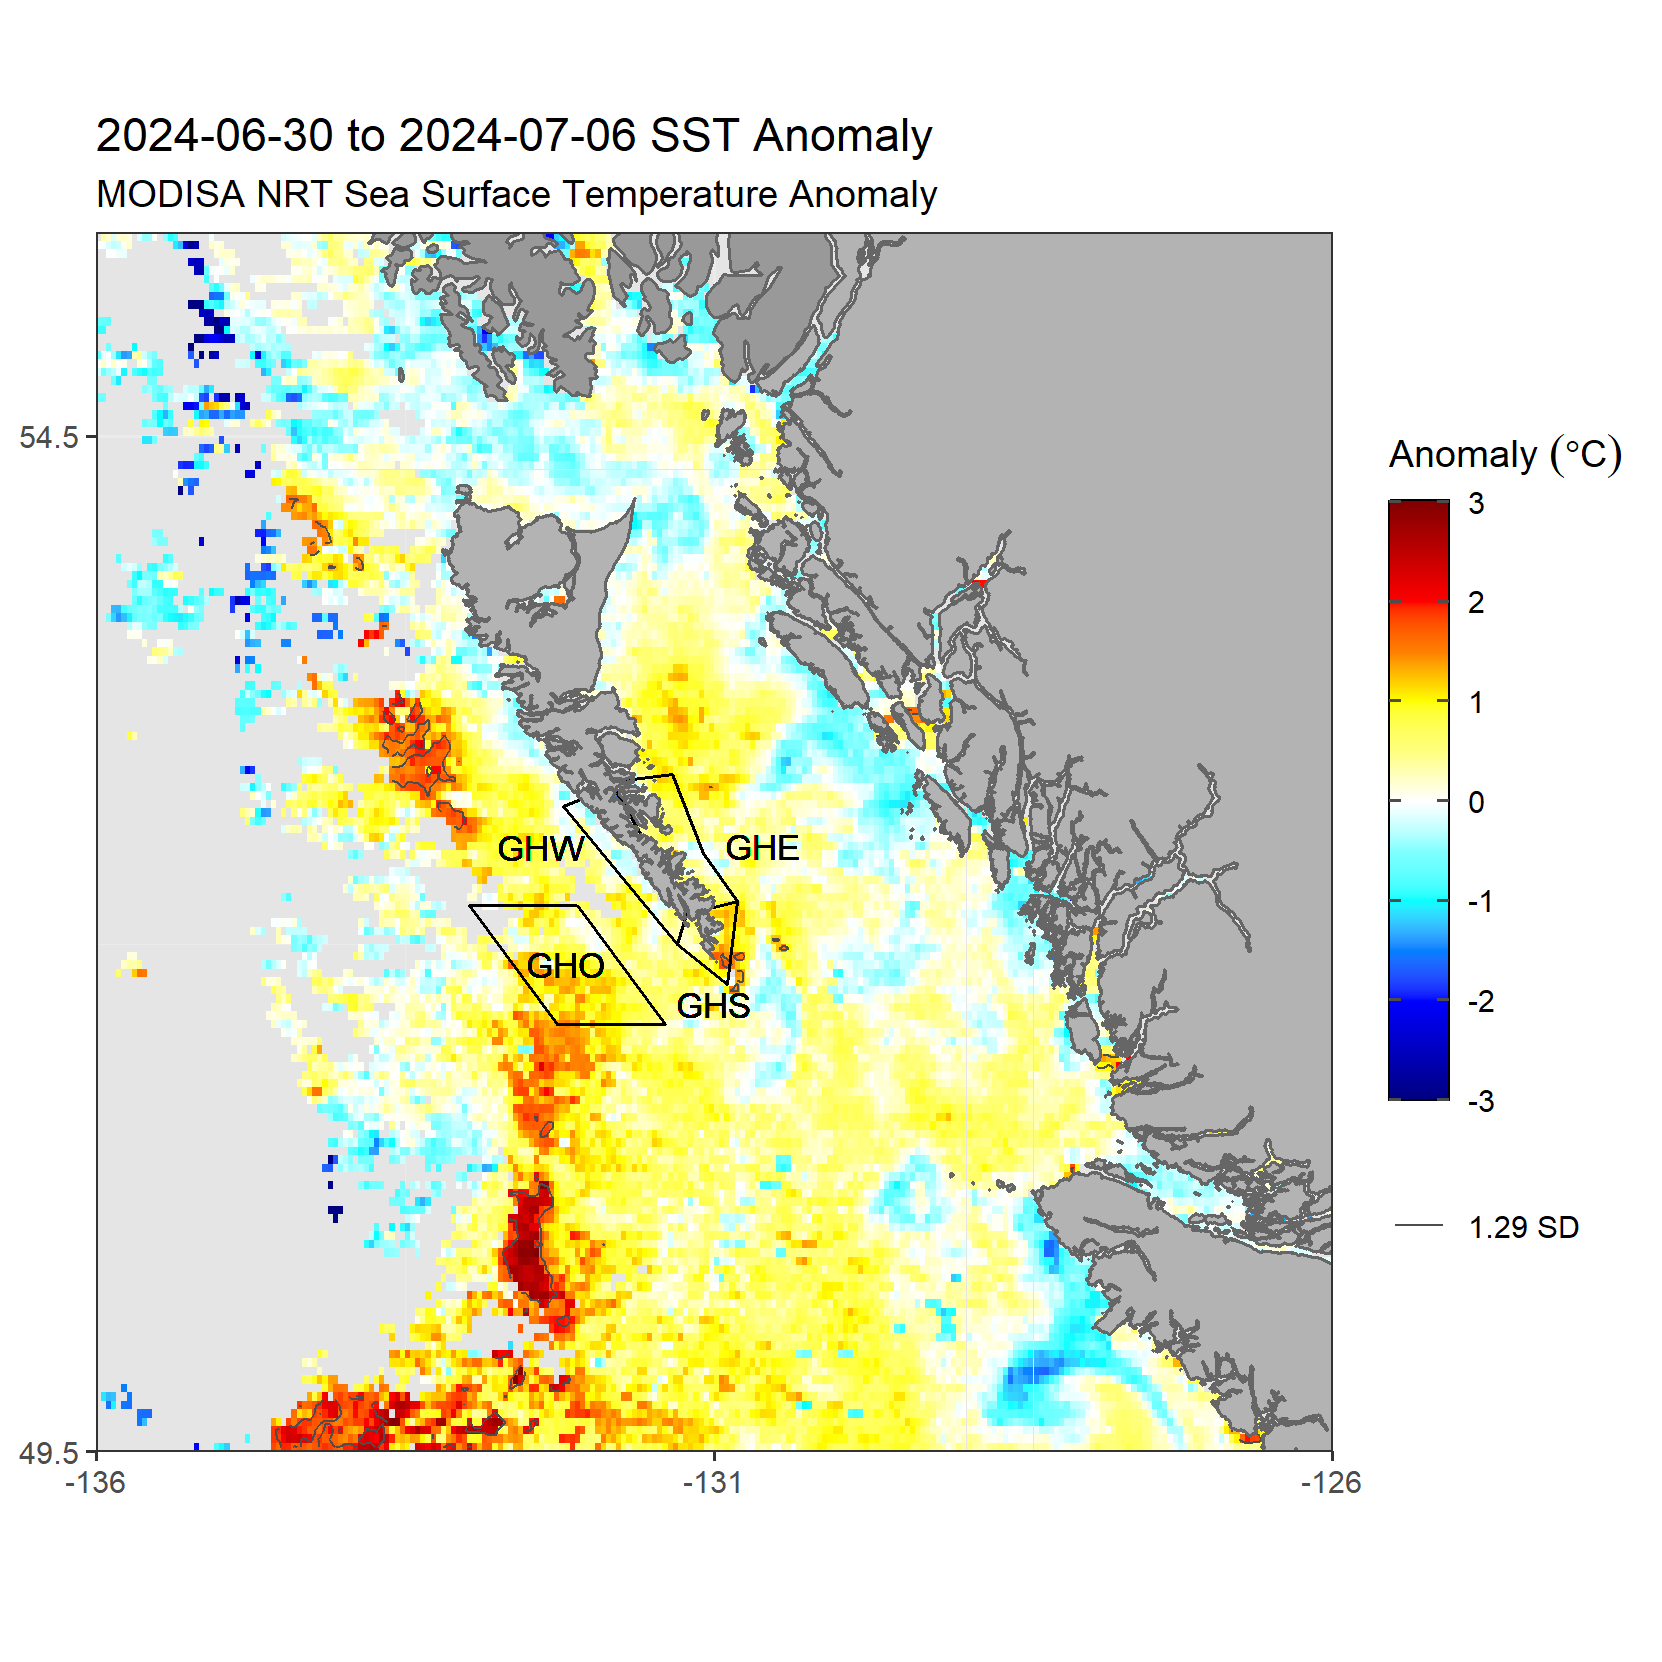 2024-06-30 to 2024-07-06 SST Anomaly
MODISA NRT Sea Surface Temperature Anomaly
54.5
49.5
-136
-131
-126
GHW
GHE
GHO
GHS
Anomaly (°C)
3
2
1
0
-1
-2
-3
1.29 SD